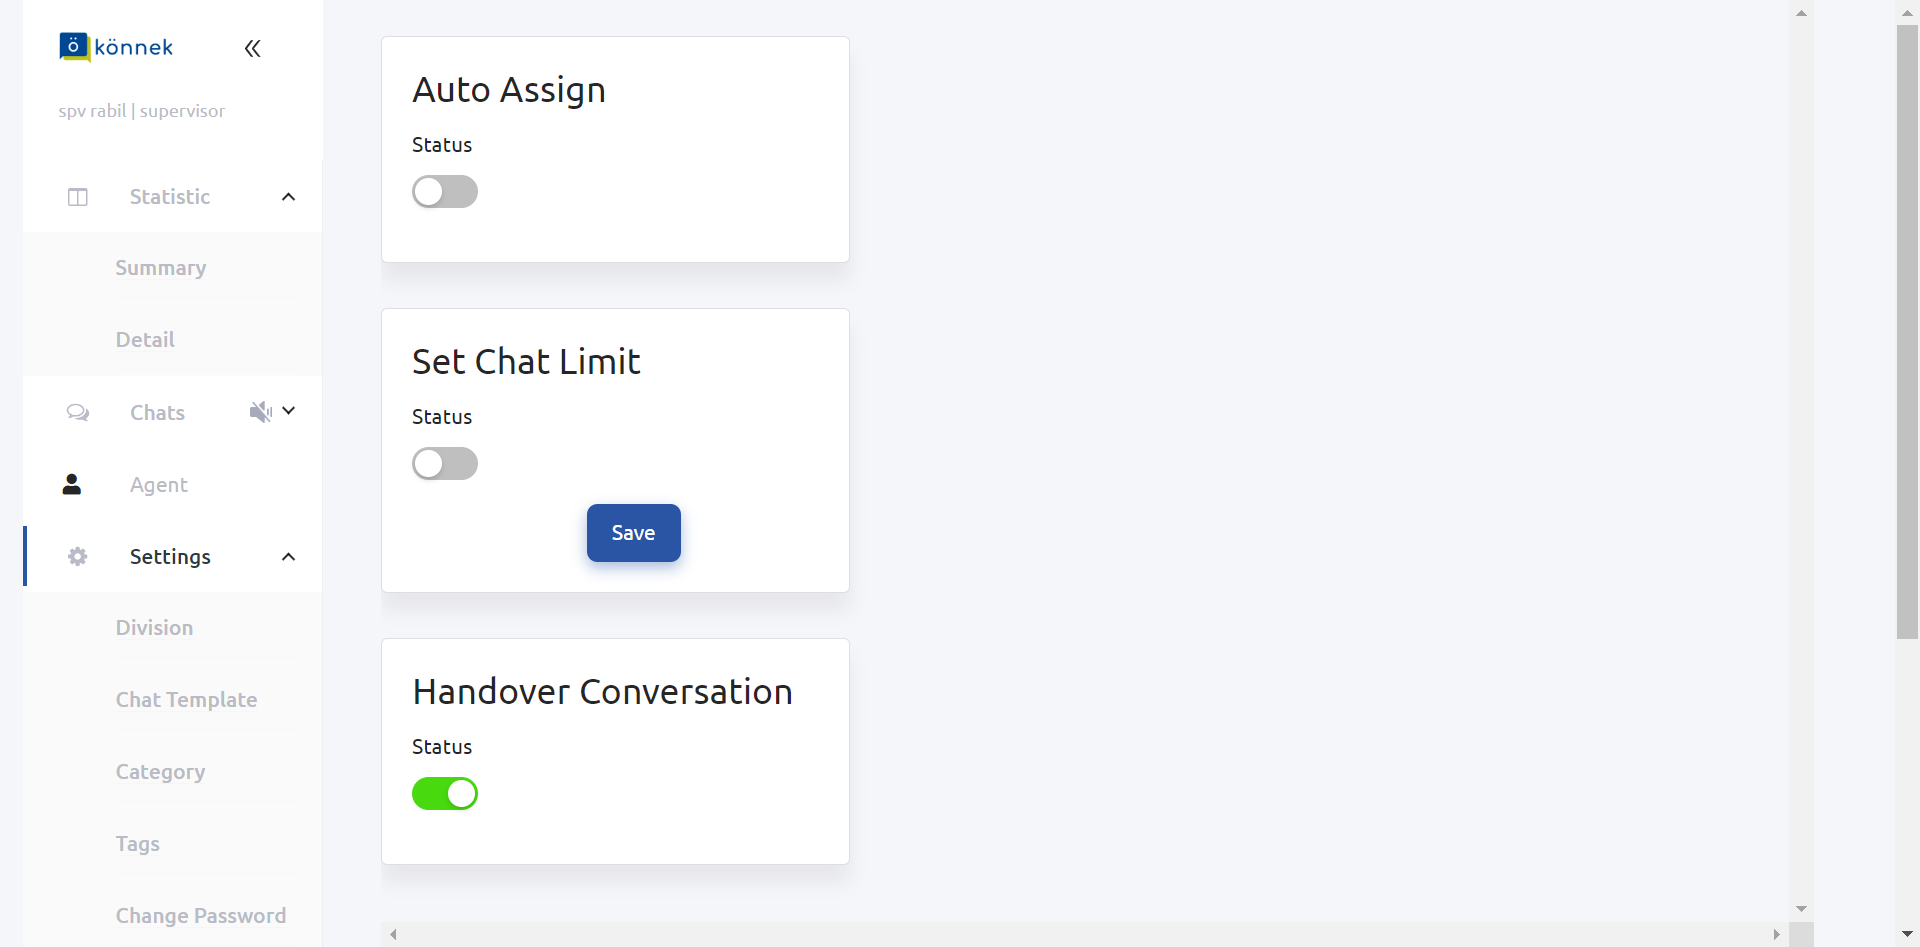 ö könnek
spv rabil | supervisor
Statistic
Summary
Detail
Chats
Agent
Settings
Division
Chat Template
Category
Tags
Change Password
Auto Assign
Status
Set Chat Limit
Status
Save
Handover Conversation
Status